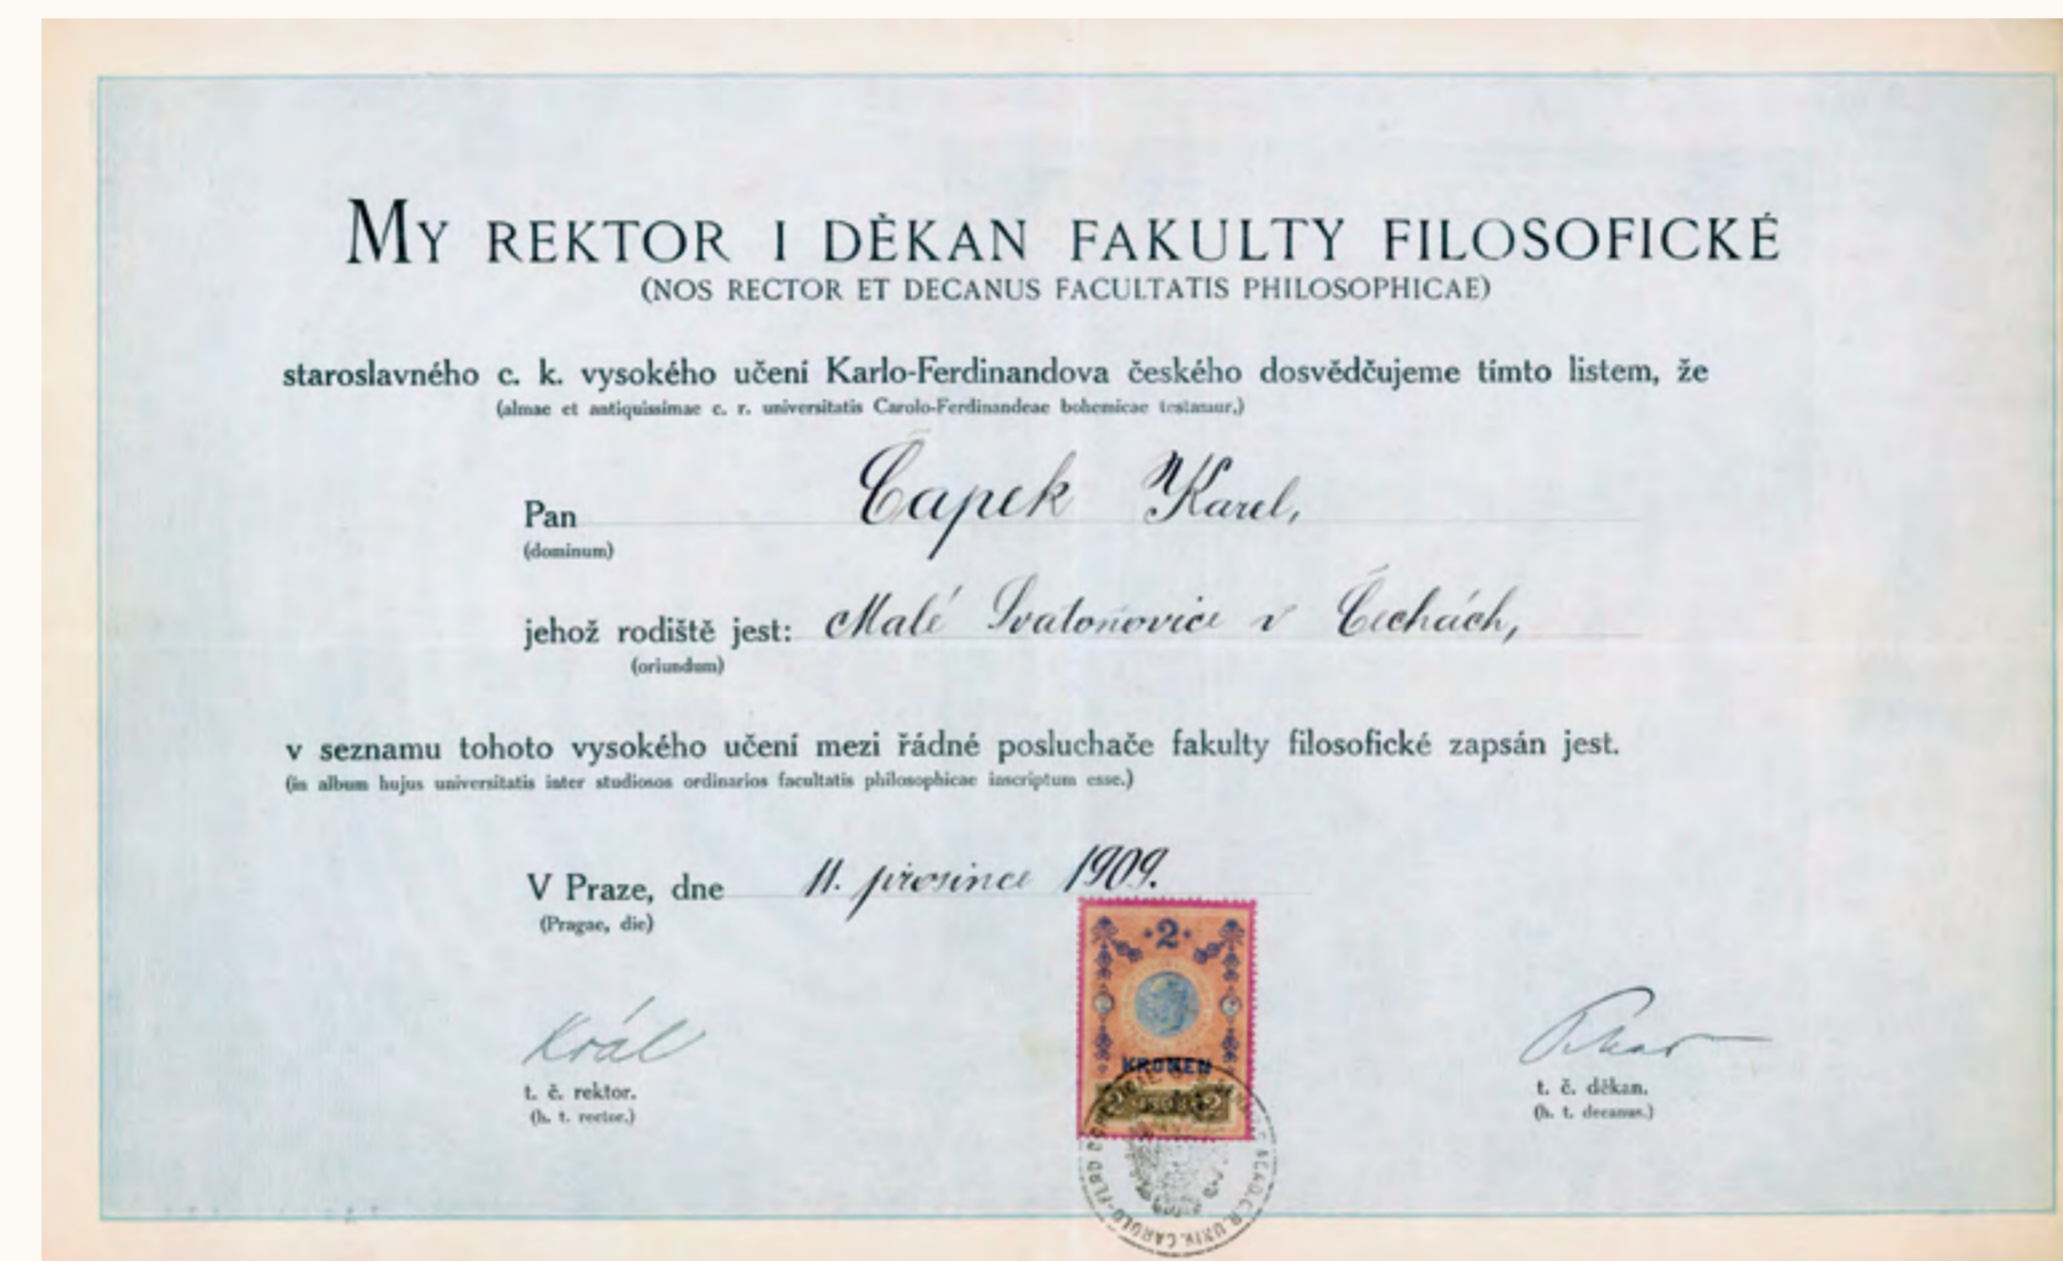 MY REKTOR I DĚKAN FAKULTY FILOSOFICKÉ
(NOS RECTOR ET DECANUS FACULTATIS PHILOSOPHICAE)
staroslavného c. k. vysokého učení Karlo-Ferdinandova českého dosvědčujeme tímto listem, že
(almae et antiquissimae c. r. universitatis Carolo-Ferdinandeae bohemicae testamur,)
Pan Čapek Karel,
(dominum)
jehož rodiště jest: Malé Svatoňovice v Čechách,
(oriundum)
v seznamu tohoto vysokého učení mezi řádné posluchače fakulty filosofické zapsán jest.
(in album hujus universitatis inter studiosos ordinarios facultatis philosophicae inscriptum esse.)
V Praze, dne 11. prosince 1909.
(Pragae, die)
2
KRONEN
2 2
Král
t. č. rektor.
(h. t. rector.)
t. č. děkan.
(h. t. decanus.)
C.R. UNIV. CAROLO-